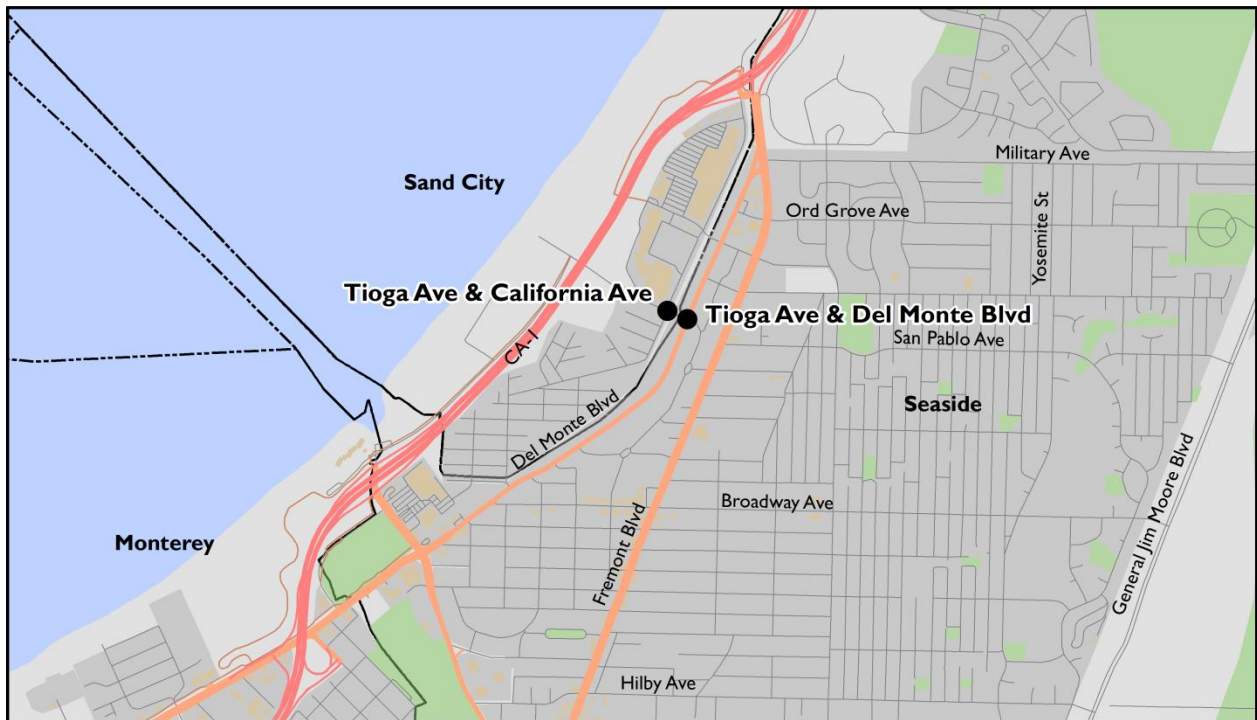 Military Ave
Sand City
Ord Grove Ave
Yosemite St
Tioga Ave & California Ave
Tioga Ave & Del Monte Blvd
San Pablo Ave
CA-1
Seaside
Del Monte Blvd
Broadway Ave
General Jim Moore Blvd
Monterey
Fremont Blvd
Hilby Ave